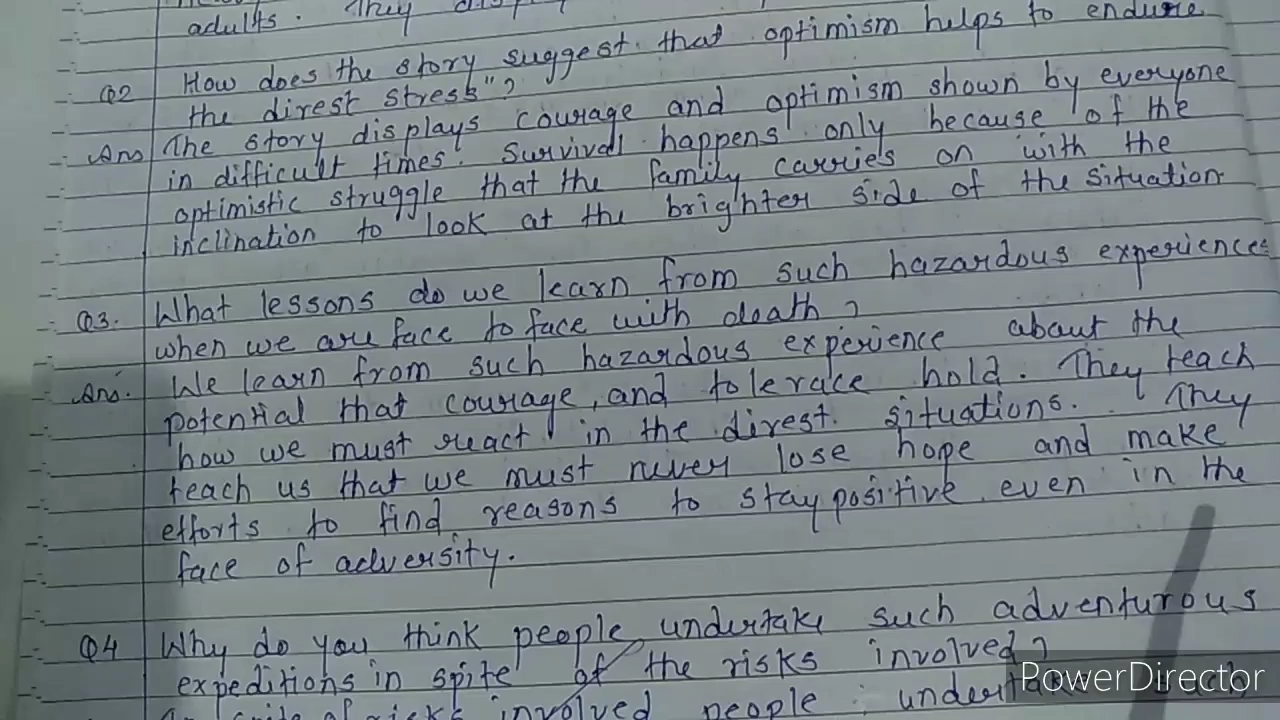 adults. They
Q2 How does the story suggest that optimism helps to endure
the direst stress"?
Ans The story displays courage and optimism shown by everyone
in difficult times. Survival happens only because of the
optimistic struggle that the family carries on with the
inclination to look at the brighter side of the situation
Q3. What lessons do we learn from such hazardous experiences
when we are face to face with death?
Ans. We learn from such hazardous experience about the
potential that courage, and tolerace hold. They teach
how we must react in the direst situations. They
teach us that we must never lose hope and make
efforts to find reasons to stay positive even in the
face of adversity.
Q4 Why do you think people undertake such adventurous
expeditions in spite of the risks involved?
involved people
PowerDirector